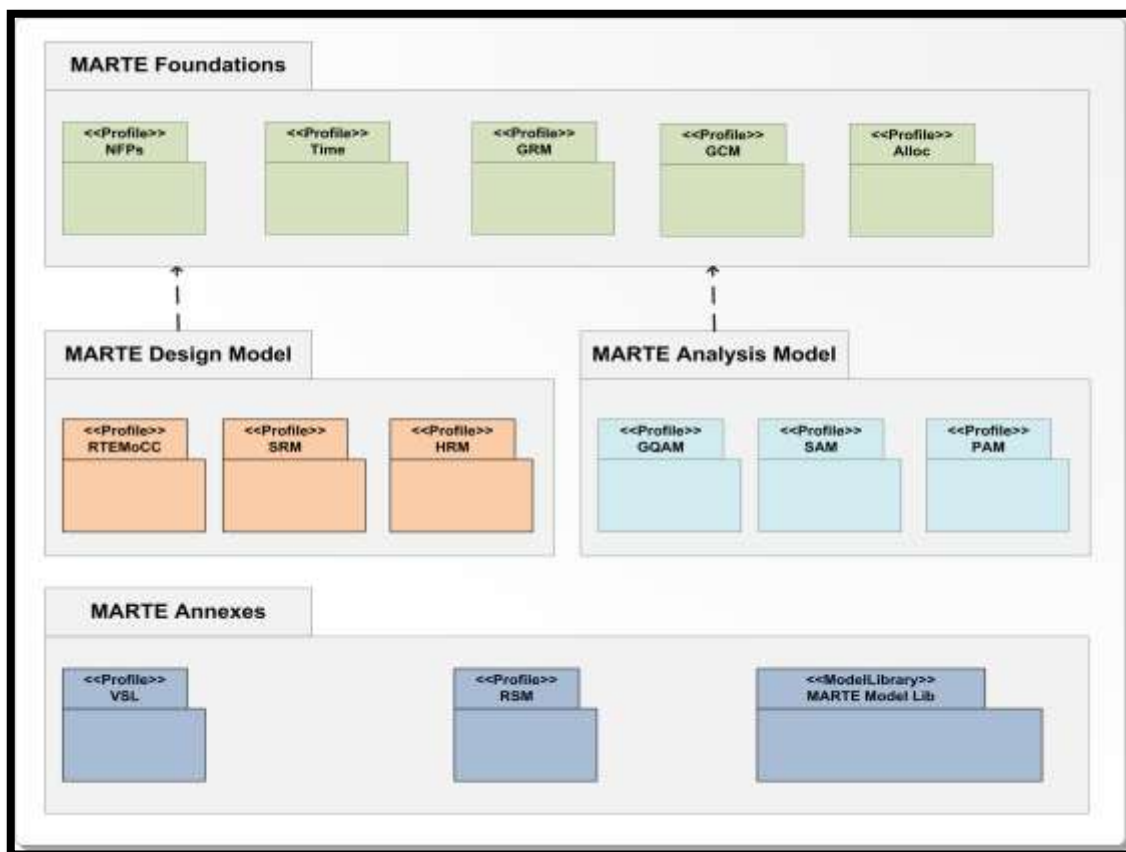 MARTE Foundations
<<Profile>>
NFPs
<<Profile>>
Time
<<Profile>>
GRM
<<Profile>>
GCM
<<Profile>>
Alloc
MARTE Design Model
<<Profile>>
RTEMoCC
<<Profile>>
SRM
<<Profile>>
HRM
MARTE Analysis Model
<<Profile>>
GQAM
<<Profile>>
SAM
<<Profile>>
PAM
MARTE Annexes
<<Profile>>
VSL
<<Profile>>
RSM
<<ModelLibrary>>
MARTE Model Lib